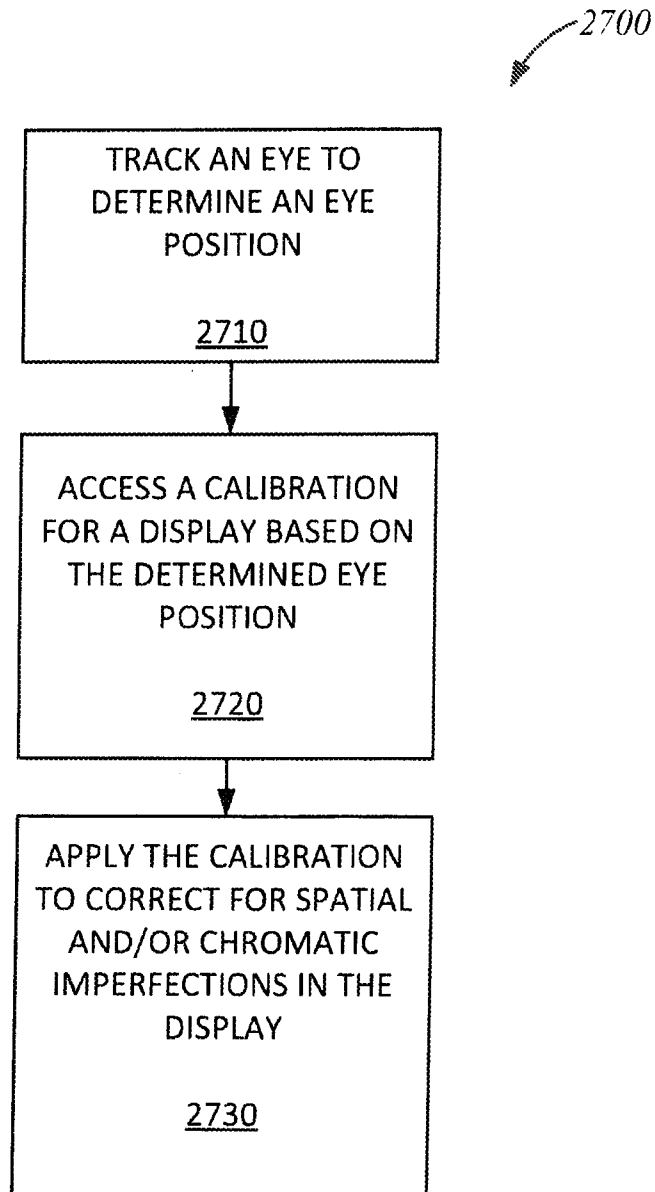 2700
TRACK AN EYE TO
DETERMINE AN EYE
POSITION
2710
ACCESS A CALIBRATION
FOR A DISPLAY BASED ON
THE DETERMINED EYE
POSITION
2720
APPLY THE CALIBRATION
TO CORRECT FOR SPATIAL
AND/OR CHROMATIC
IMPERFECTIONS IN THE
DISPLAY
2730